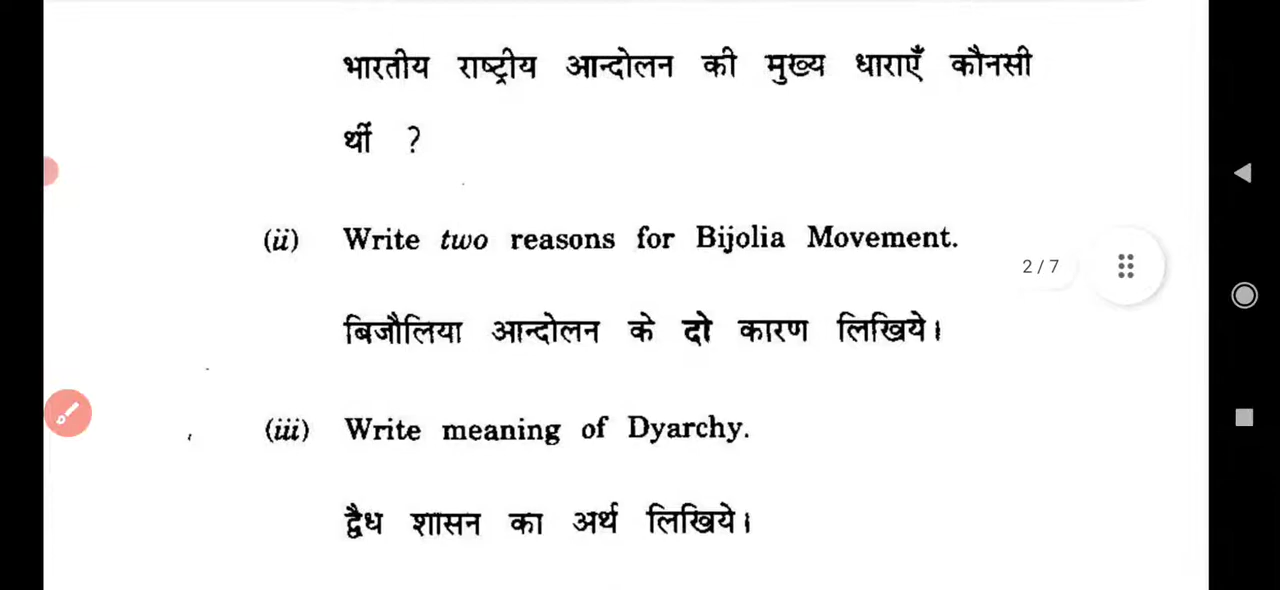 भारतीय राष्ट्रीय आन्दोलन की मुख्य धाराएँ कौनसी
थीं ?
(ii) Write two reasons for Bijolia Movement.
2/7
बिजौलिया आन्दोलन के दो कारण लिखिये।
(iii) Write meaning of Dyarchy.
द्वैध शासन का अर्थ लिखिये।